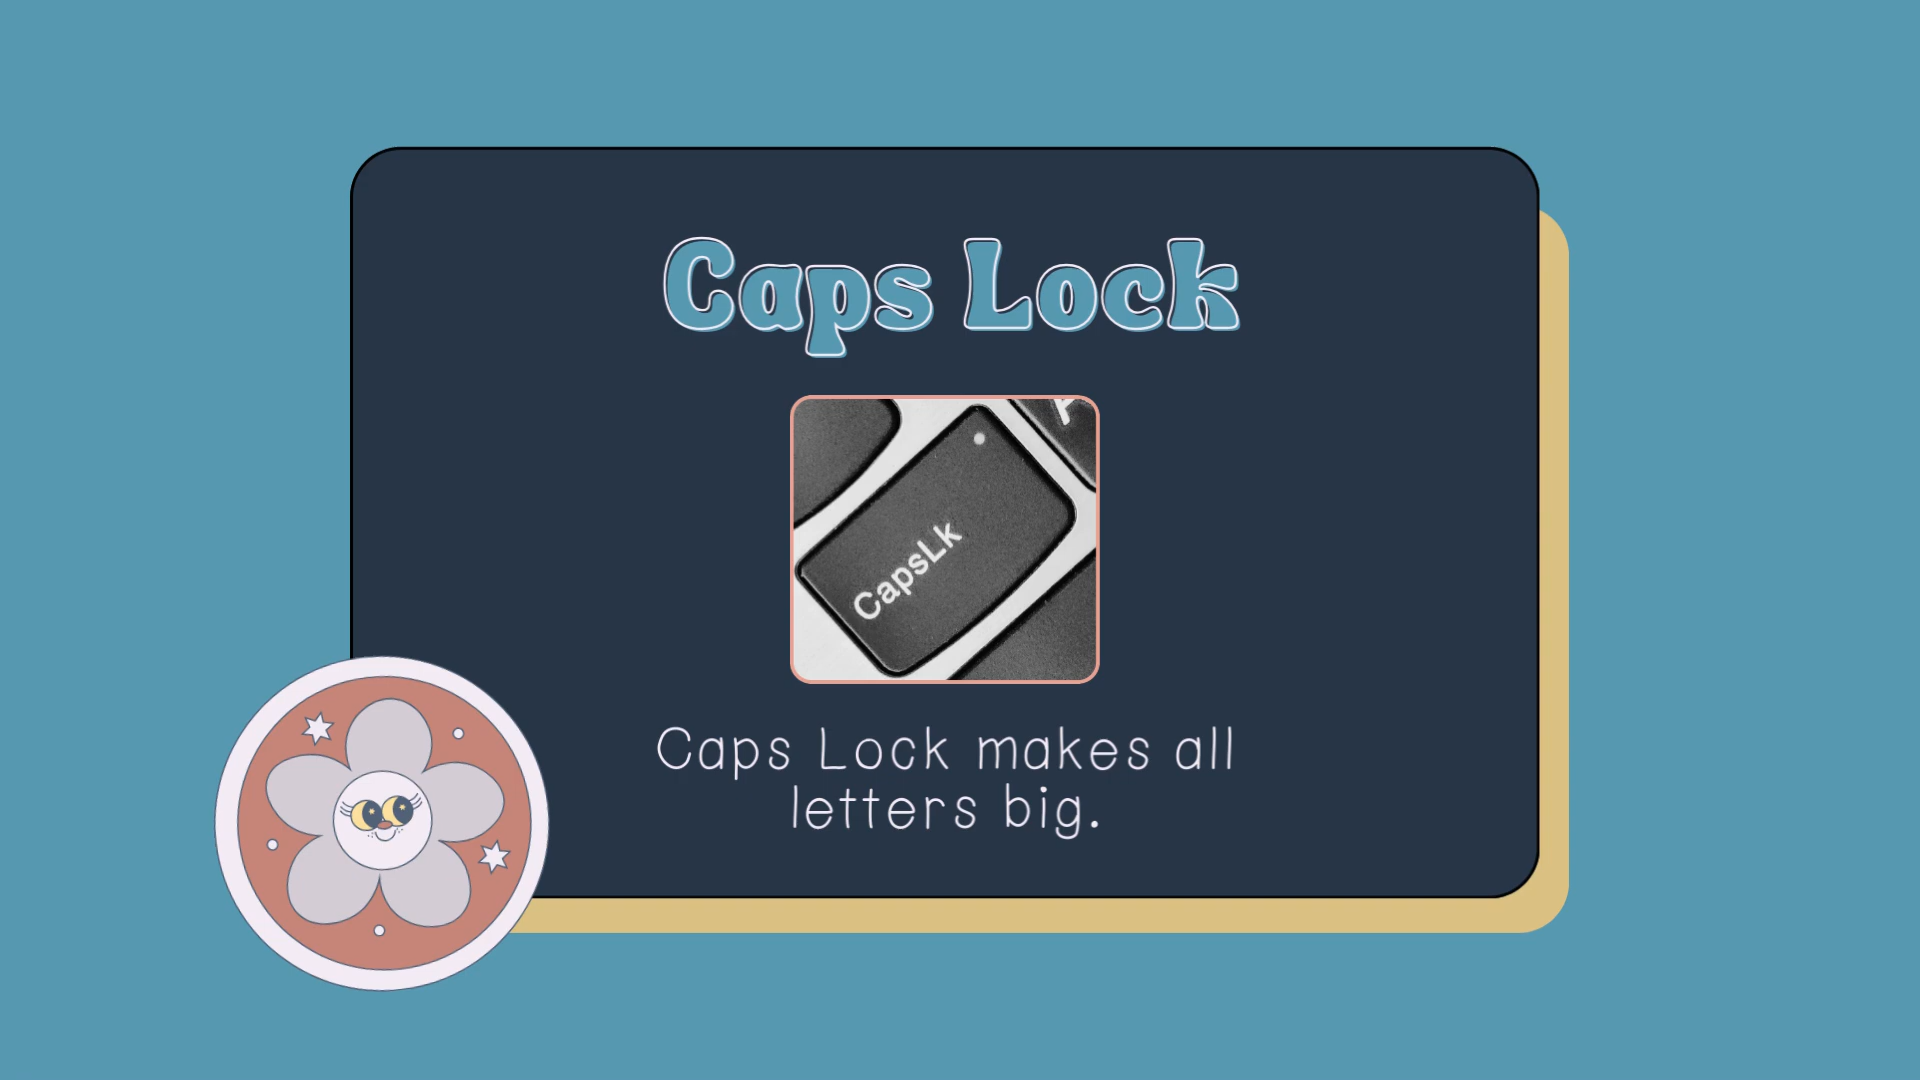 Caps Lock
CapsLk
Caps Lock makes all
letters big.